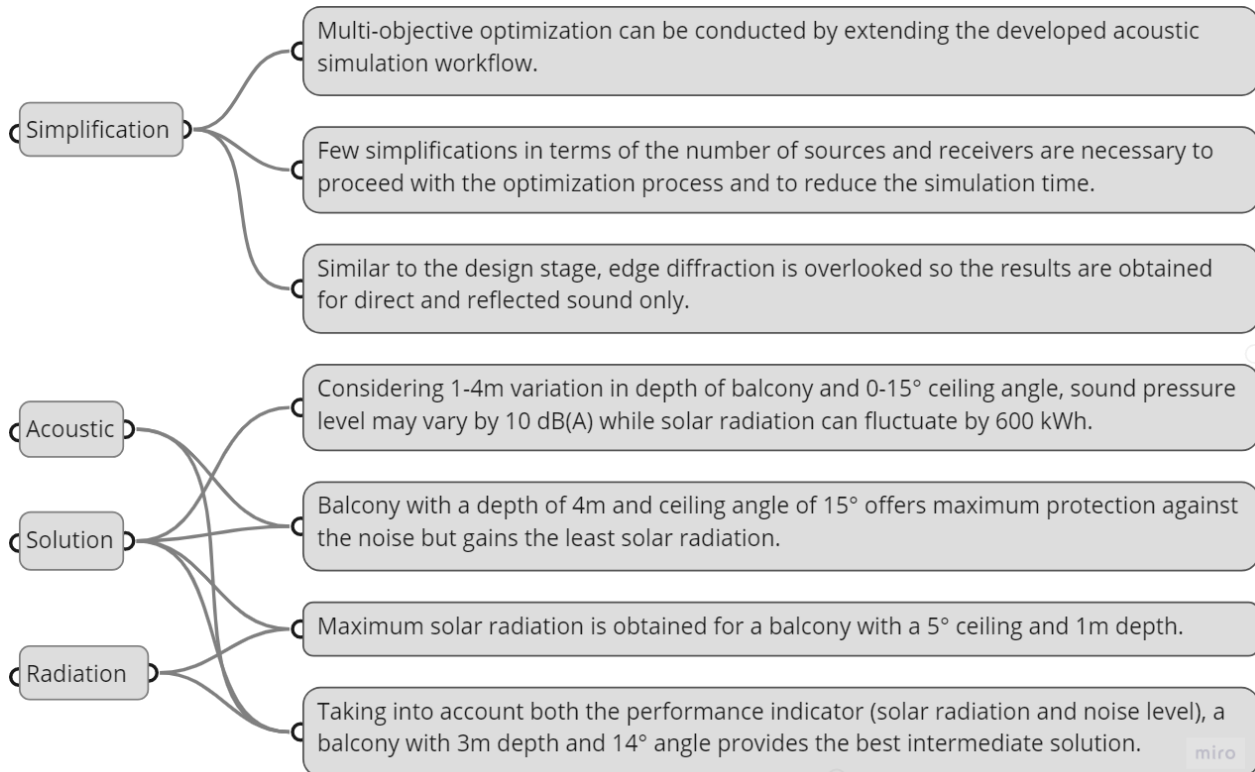 Multi-objective optimization can be conducted by extending the developed acoustic
simulation workflow.
Simplification
Few simplifications in terms of the number of sources and receivers are necessary to
proceed with the optimization process and to reduce the simulation time.
Similar to the design stage, edge diffraction is overlooked so the results are obtained
for direct and reflected sound only.
Considering 1-4m variation in depth of balcony and 0-15° ceiling angle, sound pressure
level may vary by 10 dB(A) while solar radiation can fluctuate by 600 kWh.
Acoustic
Balcony with a depth of 4m and ceiling angle of 15° offers maximum protection against
the noise but gains the least solar radiation.
Solution
Maximum solar radiation is obtained for a balcony with a 5° ceiling and 1m depth.
Radiation
Taking into account both the performance indicator (solar radiation and noise level), a
balcony with 3m depth and 14° angle provides the best intermediate solution.
miro